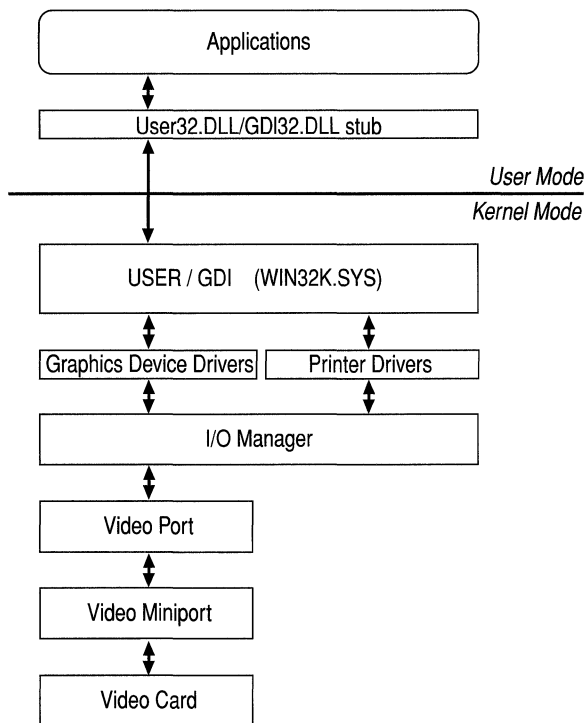 Applications
User32.DLL/GDI32.DLL stub
User Mode
Kernel Mode
USER / GDI (WIN32K.SYS)
Graphics Device Drivers
Printer Drivers
I/O Manager
Video Port
Video Miniport
Video Card